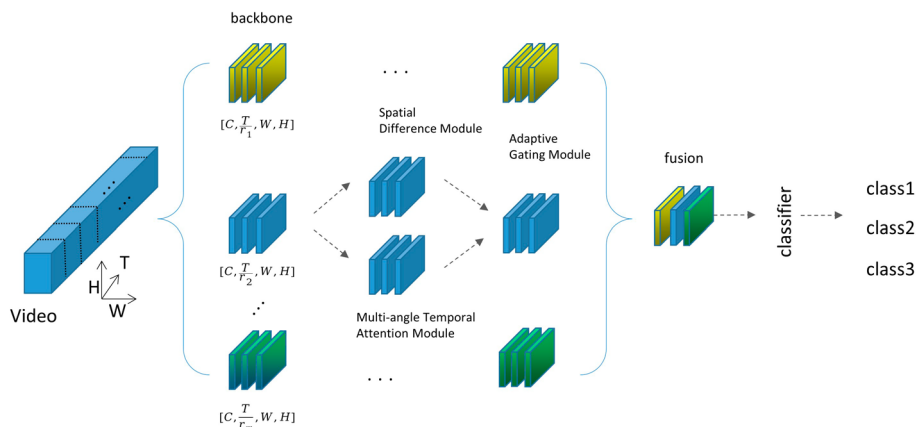 backbone
. . .
[C, T/r₁, W, H]
Spatial
Difference Module
Adaptive
Gating Module
fusion
class1
class2
class3
classifier
T
H
W
Video
[C, T/r₂, W, H]
Multi-angle Temporal
Attention Module
. . .